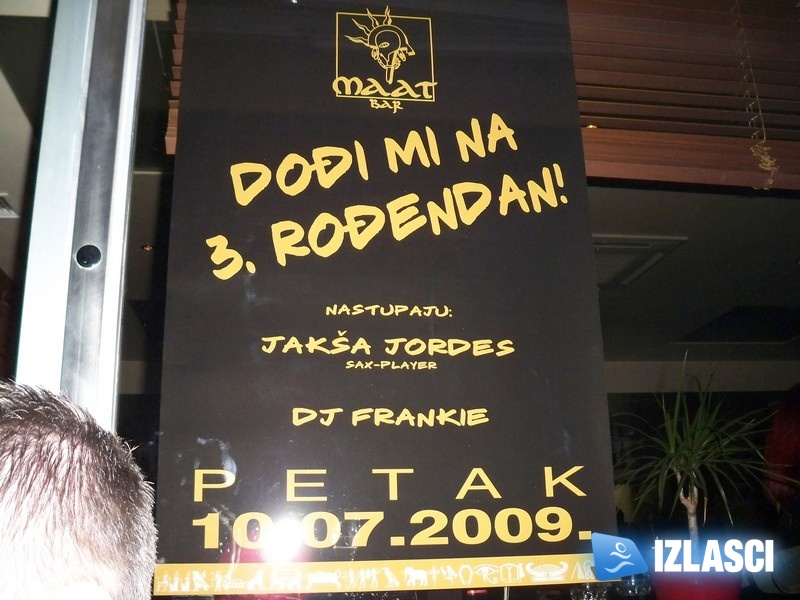 MAAT
BAR
DOĐI MI NA
3. ROĐENDAN!
NASTUPAJU:
JAKŠA JORDES
SAX-PLAYER
DJ FRANKIE
PETAK
10.07.2009.
IZLASCI